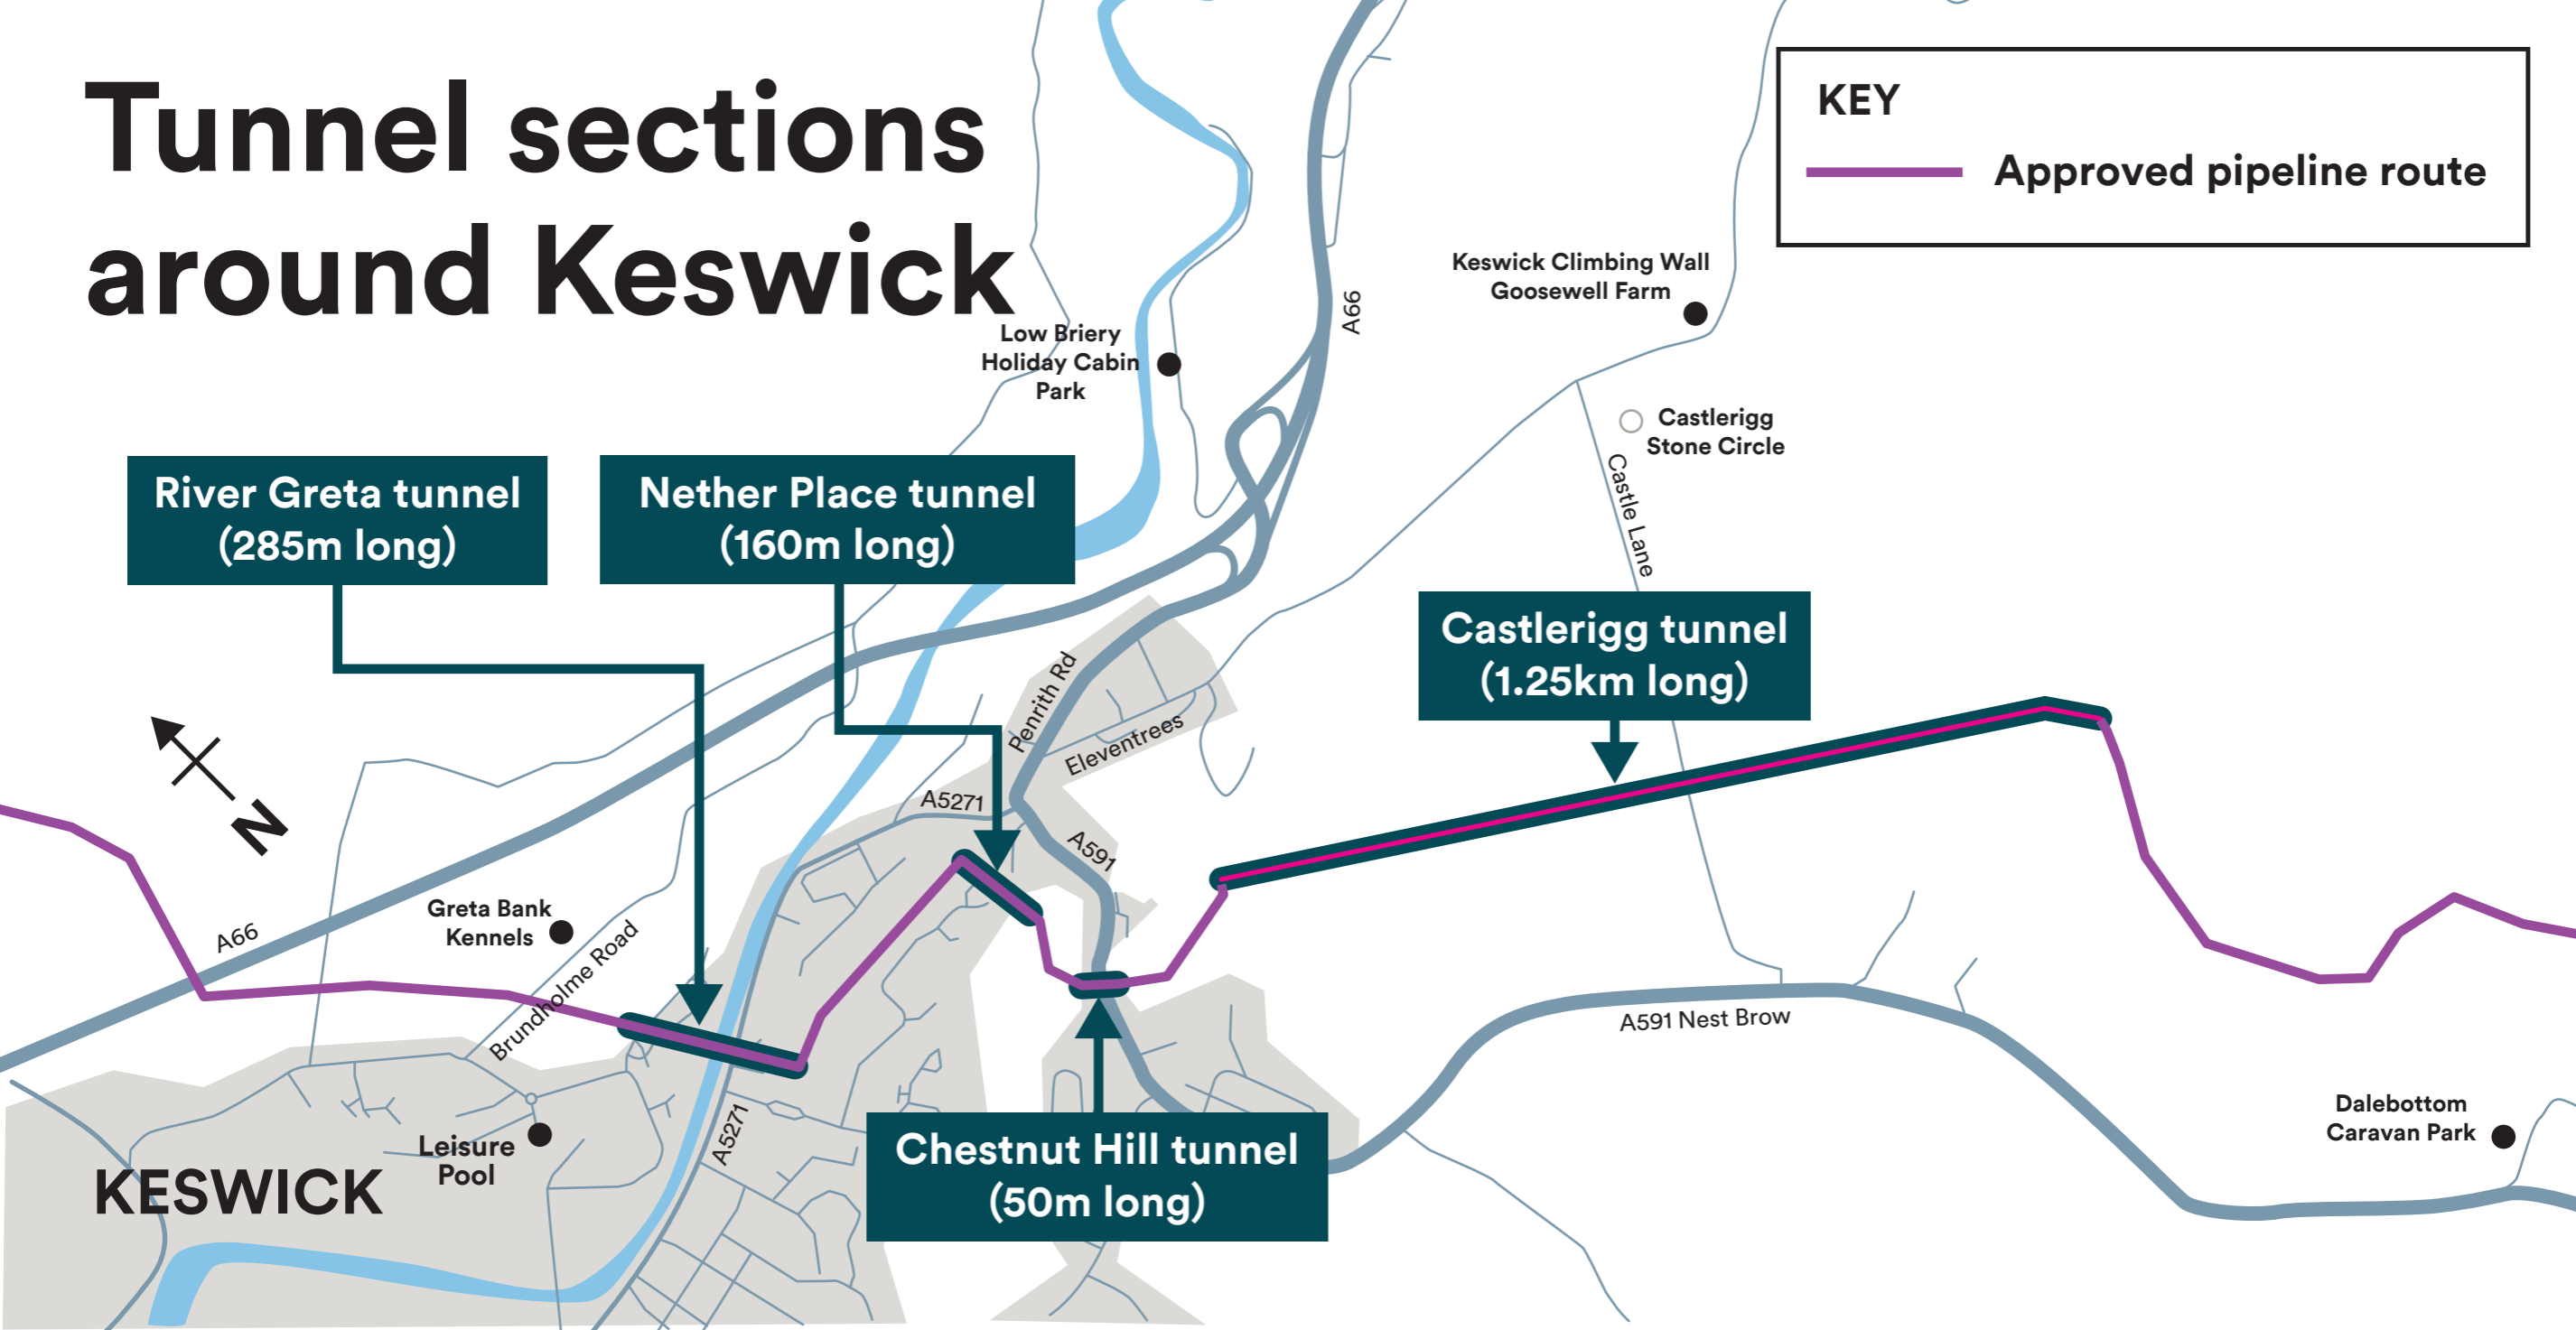 Tunnel sections
around Keswick
KEY
Approved pipeline route
Keswick Climbing Wall
Goosewell Farm
A66
Low Briery
Holiday Cabin
Park
Castlerigg
Stone Circle
Castle Lane
River Greta tunnel
(285m long)
Nether Place tunnel
(160m long)
Castlerigg tunnel
(1.25km long)
Penrith Rd
Eleventrees
N
A5271
A591
Greta Bank
Kennels
A66
Brundholme Road
A591 Nest Brow
Leisure
Pool
A5271
KESWICK
Chestnut Hill tunnel
(50m long)
Dalebottom
Caravan Park